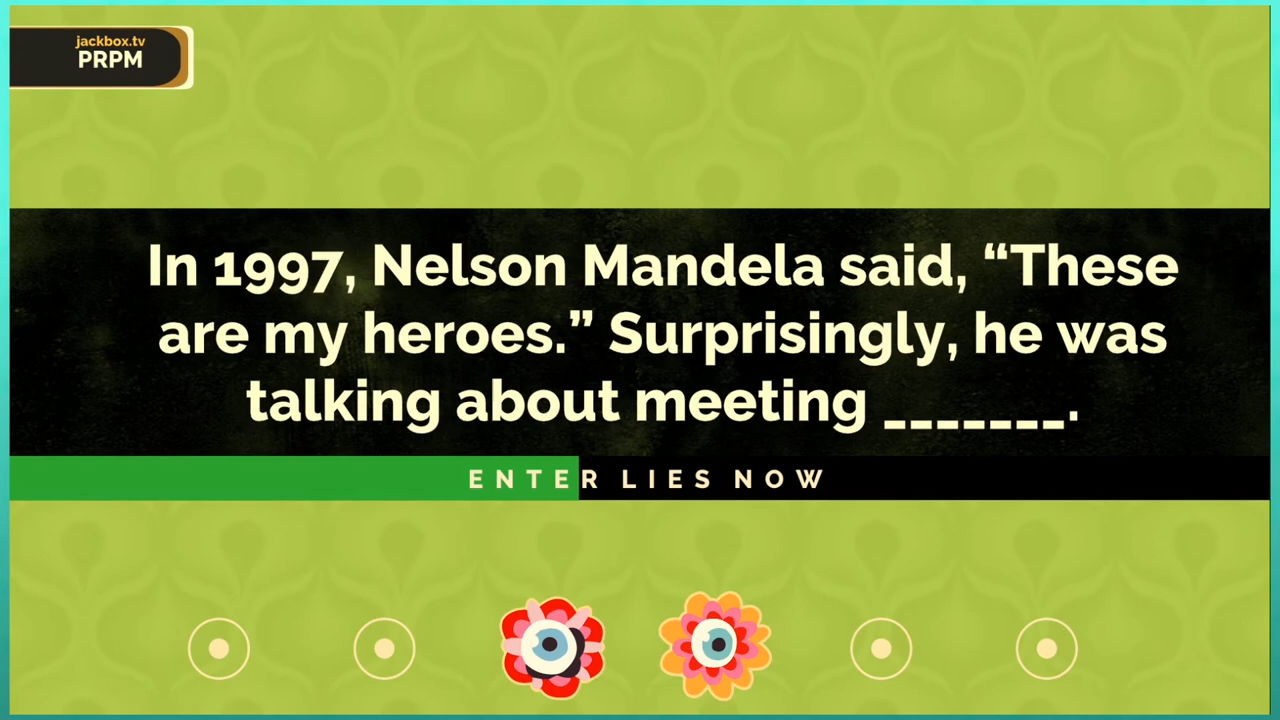 jackbox.tv
PRPM
In 1997, Nelson Mandela said, “These
are my heroes.” Surprisingly, he was
talking about meeting _______.
ENTER LIES NOW